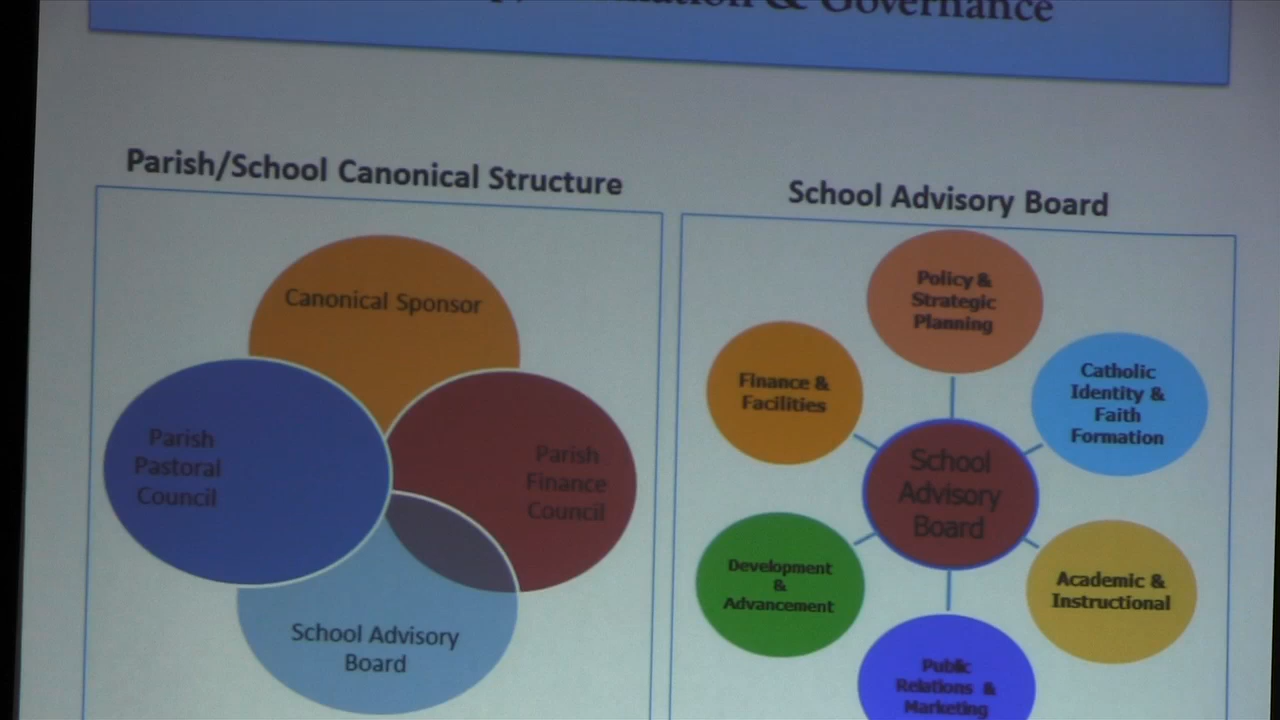 & Governance
Parish/School Canonical Structure
Canonical Sponsor
Parish
Pastoral
Council
Parish
Finance
Council
School Advisory
Board
School Advisory Board
Policy &
Strategic
Planning
Finance &
Facilities
Catholic
Identity &
Faith
Formation
School
Advisory
Board
Development
&
Advancement
Academic &
Instructional
Public
Relations &
Marketing